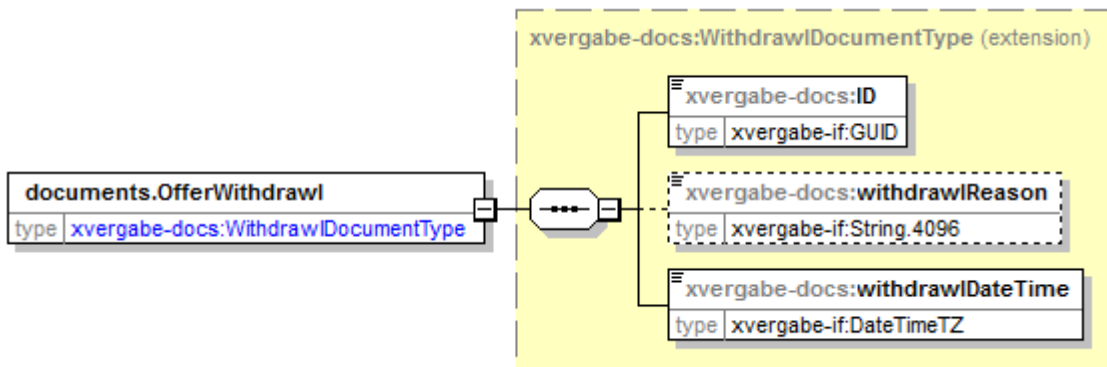 xvergabe-docs:WithdrawlDocumentType (extension)
xvergabe-docs:ID
type xvergabe-if:GUID
documents.OfferWithdrawl
type xvergabe-docs:WithdrawlDocumentType
xvergabe-docs:withdrawlReason
type xvergabe-if:String.4096
xvergabe-docs:withdrawlDateTime
type xvergabe-if:DateTimeTZ